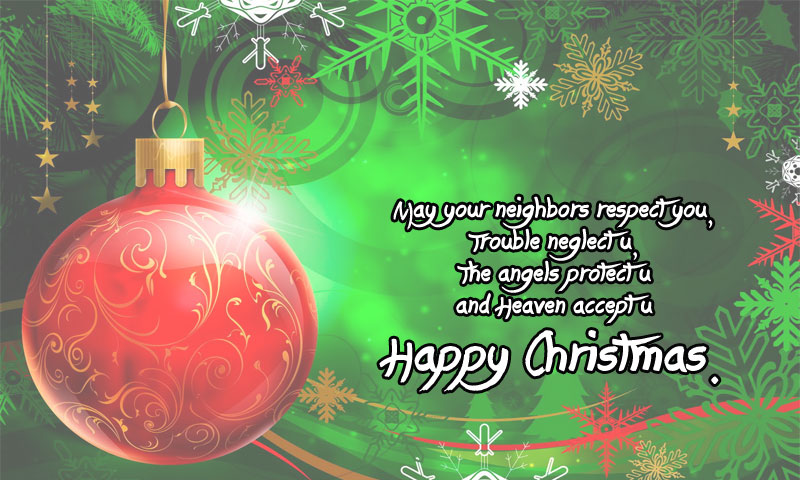 May your neighbors respect you,
Trouble neglect u,
The angels protect u
and Heaven accept u
Happy Christmas.